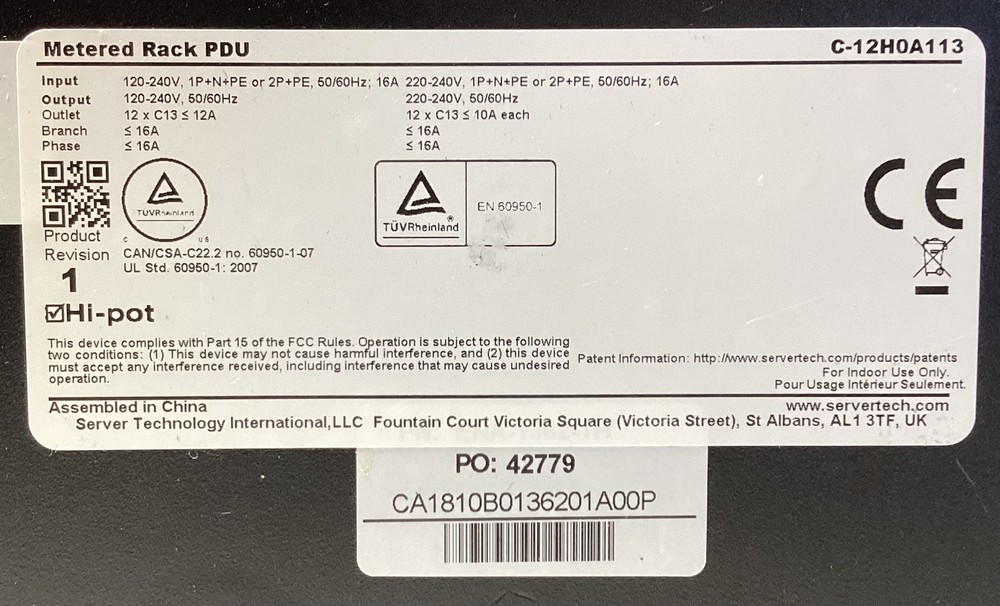 Metered Rack PDU C-12H0A113
Input 120-240V, 1P+N+PE or 2P+PE, 50/60Hz; 16A 220-240V, 1P+N+PE or 2P+PE, 50/60Hz; 16A
Output 120-240V, 50/60Hz 220-240V, 50/60Hz
Outlet 12 x C13 ≤ 12A 12 x C13 ≤ 10A each
Branch ≤ 16A ≤ 16A
Phase ≤ 16A ≤ 16A
TÜVRheinland
c us
TÜVRheinland®
EN 60950-1
CE
Product
Revision
1
CAN/CSA-C22.2 no. 60950-1-07
UL Std. 60950-1: 2007
☑Hi-pot
This device complies with Part 15 of the FCC Rules. Operation is subject to the following
two conditions: (1) This device may not cause harmful interference, and (2) this device
must accept any interference received, including interference that may cause undesired
operation.
Patent Information: http://www.servertech.com/products/patents
For Indoor Use Only.
Pour Usage Intérieur Seulement.
Assembled in China www.servertech.com
Server Technology International,LLC Fountain Court Victoria Square (Victoria Street), St Albans, AL1 3TF, UK
PO: 42779
CA1810B0136201A00P